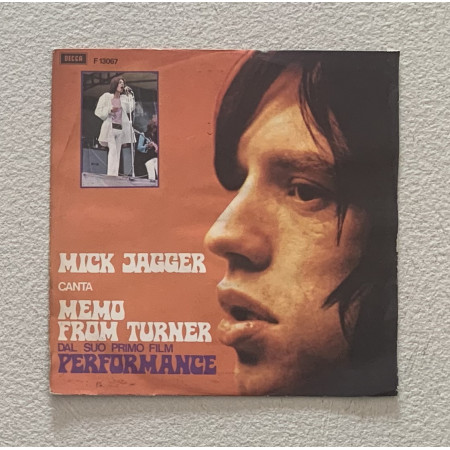 DECCA
F 13067
MICK JAGGER
CANTA
MEMO
FROM TURNER
DAL SUO PRIMO FILM
PERFORMANCE